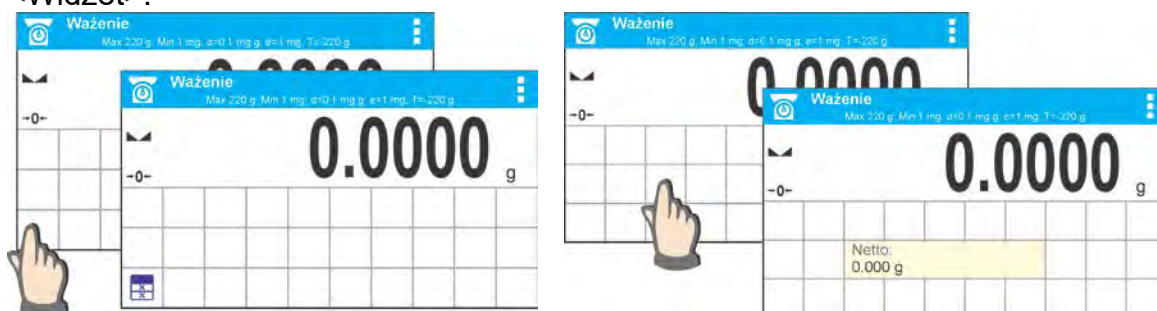 Ważenie
Max 220 g Min 1 mg, d=0.1 mg g, e=1 mg, T=-220 g
→0←
Ważenie
Max 220 g Min 1 mg d=0.1 mg g, e=1 mg, T=-220 g
0.0000 g
→0←
Ważenie
Max 220 g Min 1 mg, d=0.1 mg g, e=1 mg, T=-220 g
0.0000
→0←
Ważenie
Max 220 g Min 1 mg, d=0.1 mg g, e=1 mg, T=-220 g
0.0000 g
→0←
Netto:
0.000 g